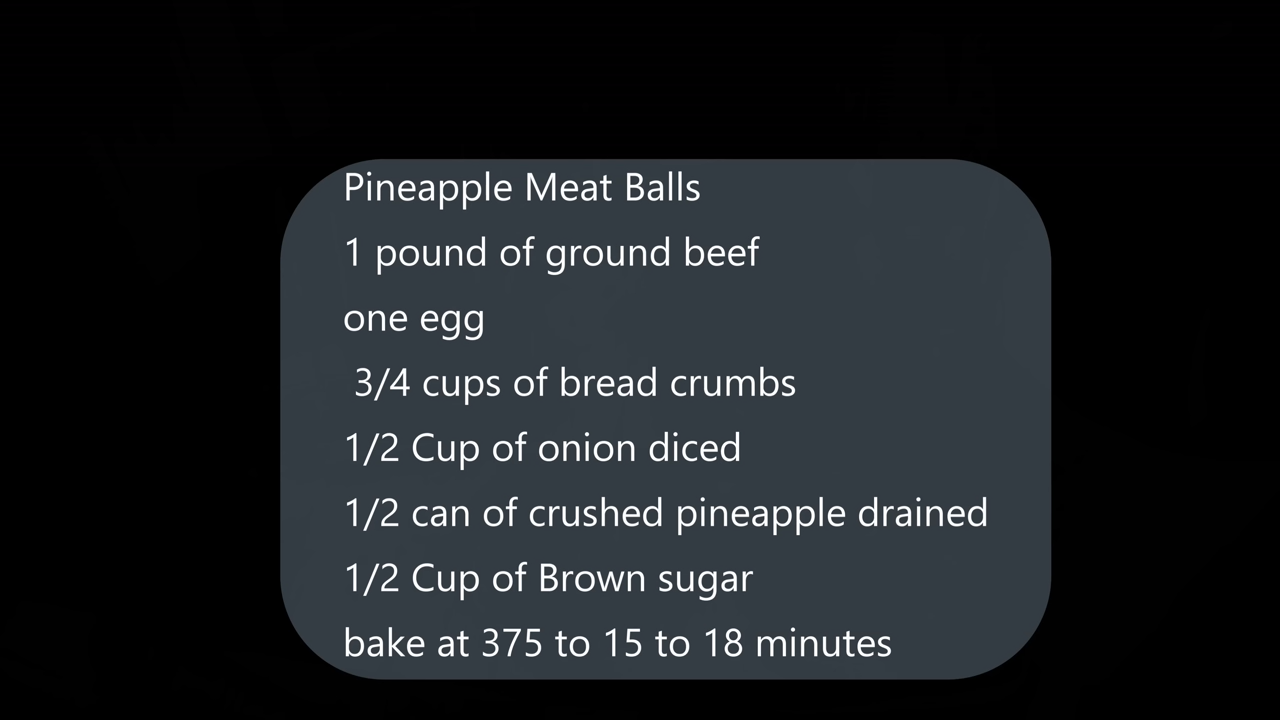 Pineapple Meat Balls
1 pound of ground beef
one egg
3/4 cups of bread crumbs
1/2 Cup of onion diced
1/2 can of crushed pineapple drained
1/2 Cup of Brown sugar
bake at 375 to 15 to 18 minutes